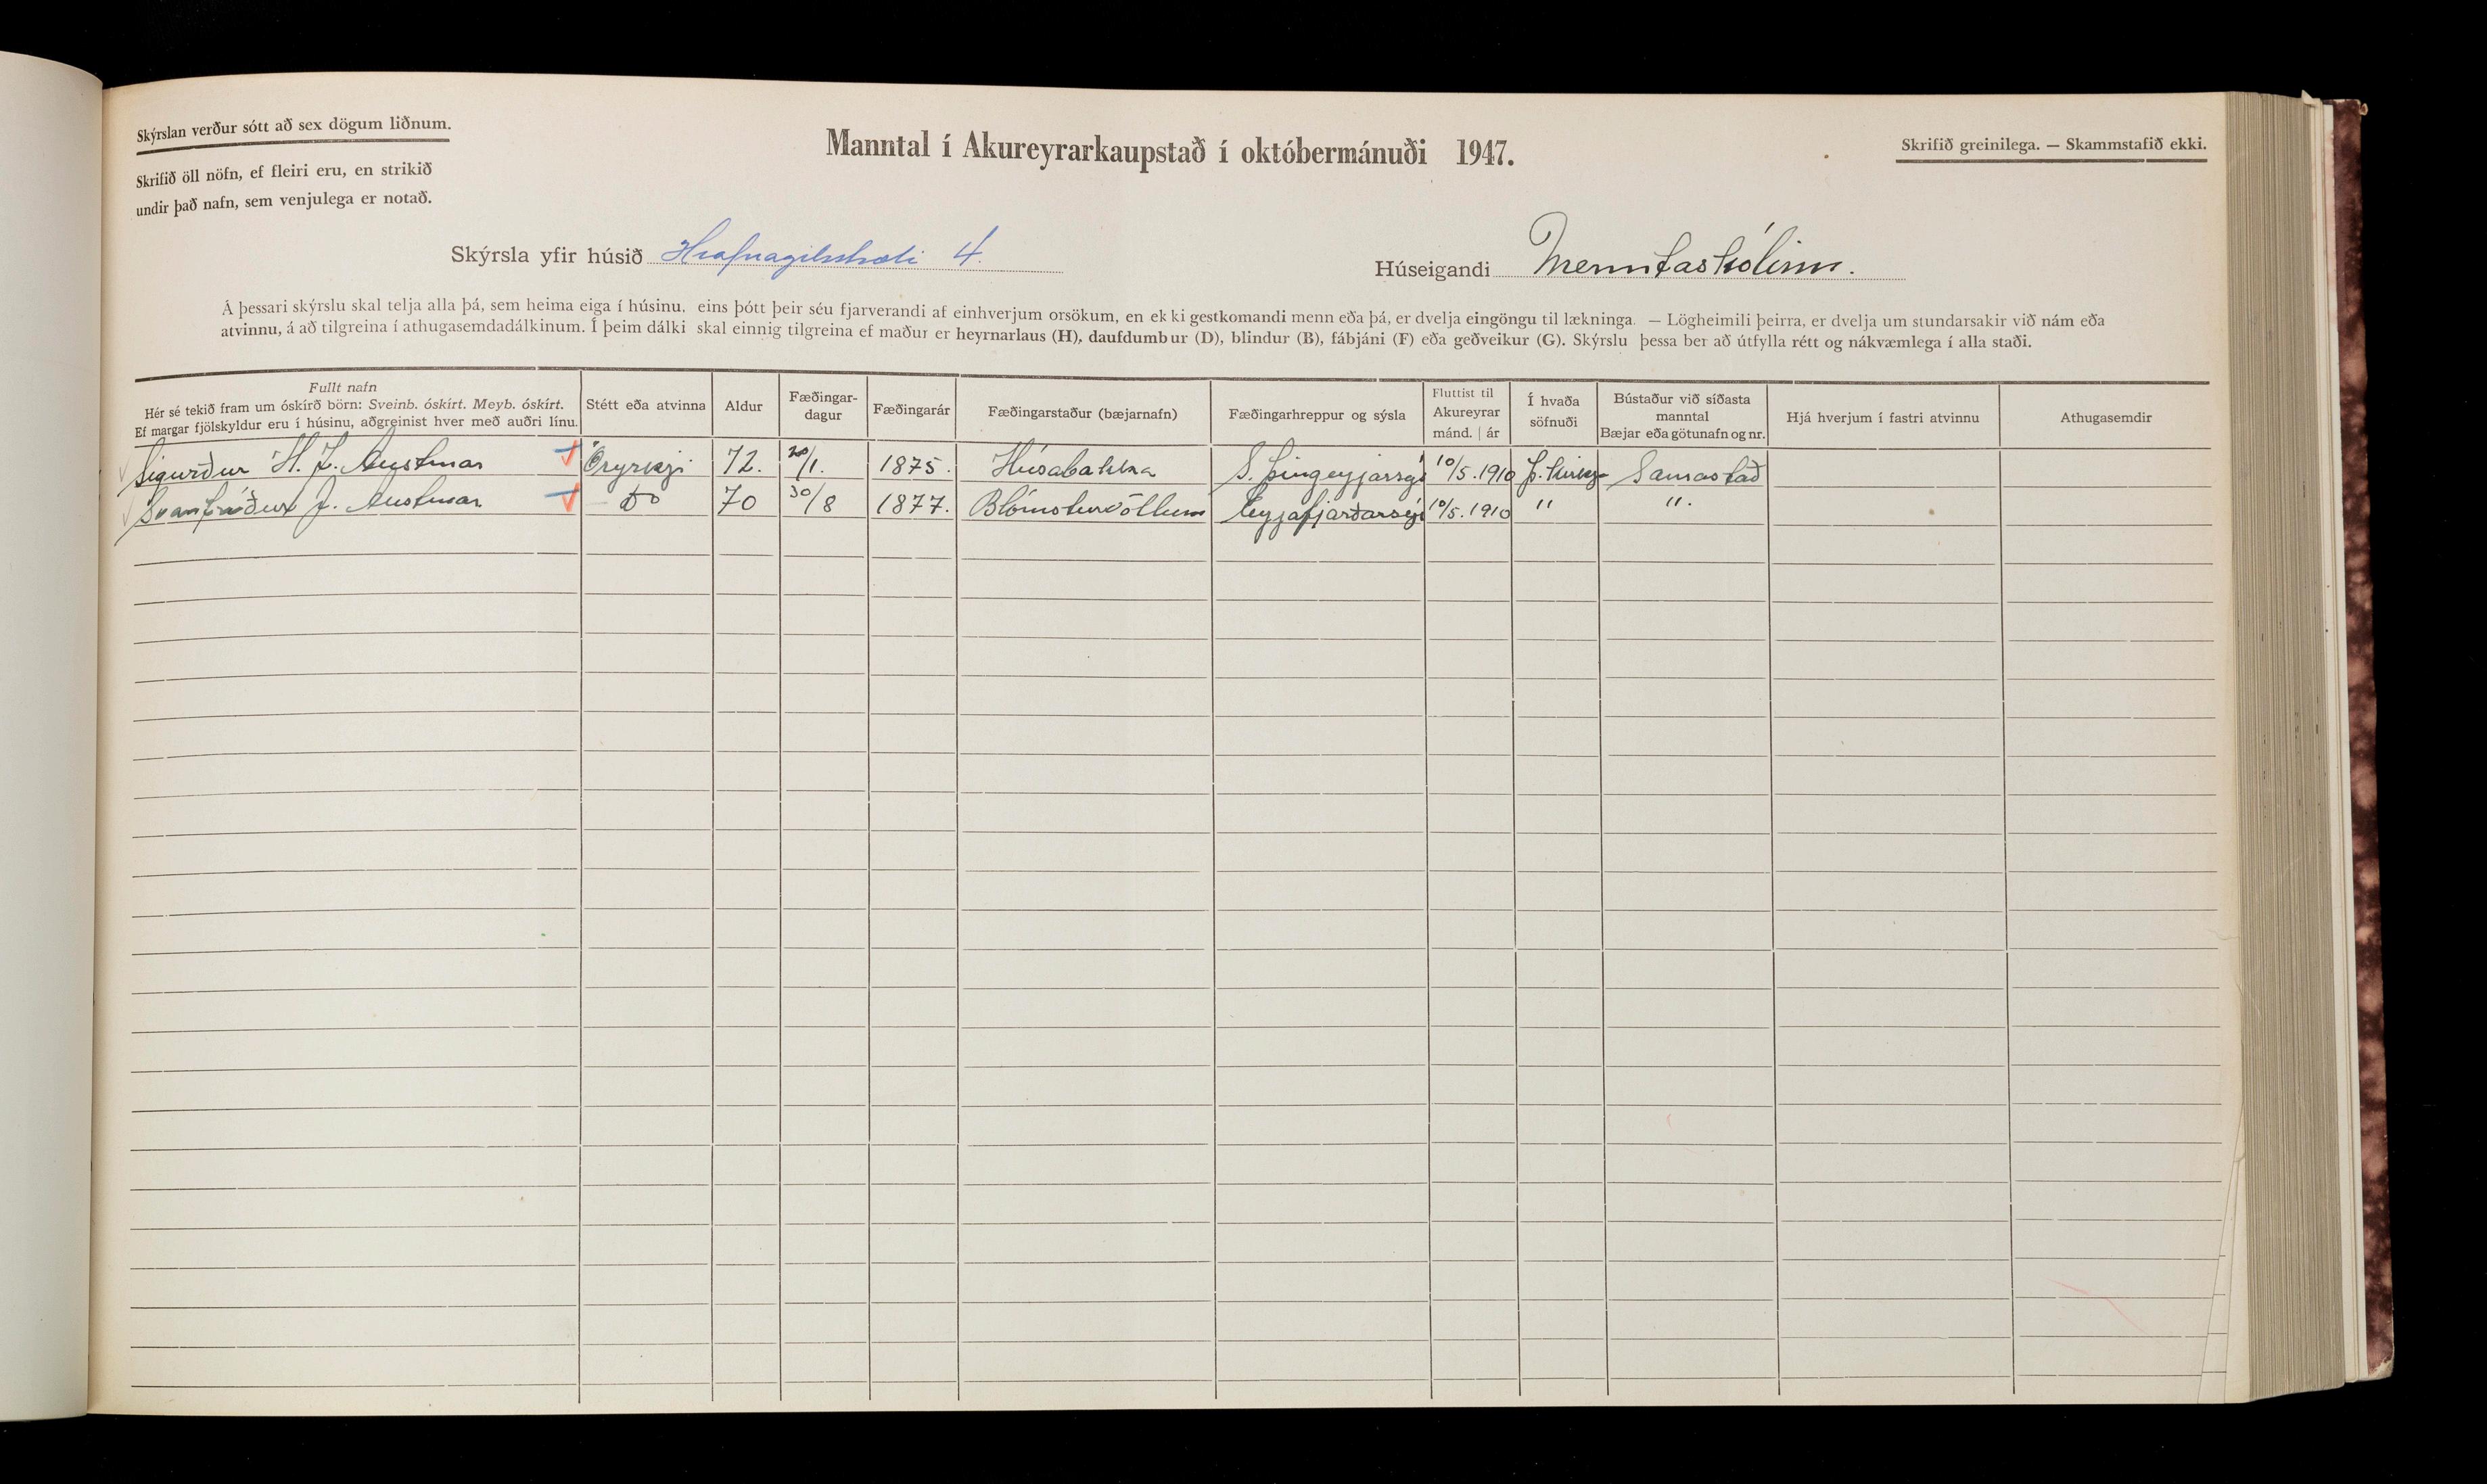 Skýrslan verður sótt að sex dögum liðnum.
Skrifið öll nöfn, ef fleiri eru, en strikið
undir það nafn, sem venjulega er notað.
Manntal í Akureyrarkaupstað í októbermánuði 1947.
Skrifið greinilega. — Skammstafið ekki.
Skýrsla yfir húsið Hrafnagilsstræti 4.
Húseigandi Menntaskólinn.
Á þessari skýrslu skal telja alla þá, sem heima eiga í húsinu, eins þótt þeir séu fjarverandi af einhverjum orsökum, en ekki gestkomandi menn eða þá, er dvelja eingöngu til lækninga. — Lögheimili þeirra, er dvelja um stundarsakir við nám eða
atvinnu, á að tilgreina í athugasemdadálkinum. Í þeim dálki skal einnig tilgreina ef maður er heyrnarlaus (H), daufdumbur (D), blindur (B), fábjáni (F) eða geðveikur (G). Skýrslu þessa ber að útfylla rétt og nákvæmlega í alla staði.
Fullt nafn
Hér sé tekið fram um óskírð börn: Sveinb. óskírt. Meyb. óskírt.
Ef margar fjölskyldur eru í húsinu, aðgreinist hver með auðri línu.
Stétt eða atvinna
Aldur
Fæðingar-
dagur
Fæðingarár
Fæðingarstaður (bæjarnafn)
Fæðingarhreppur og sýsla
Fluttist til
Akureyrar
mánd. | ár
Í hvaða
söfnuði
Bústaður við síðasta
manntal
Bæjar eða götunafn og nr.
Hjá hverjum í fastri atvinnu
Athugasemdir
Sigurður H. J. Austmar Öryrkji 72. 20/1. 1875. Húsabakka S. Þingeyjarsýs 10/5. 1910 Þ. kirkj Samastað
Svanfríður J. Austmar do 70 30/8 1877. Blómsturvöllum Eyjafjarðarsýs 10/5. 1910 " ".